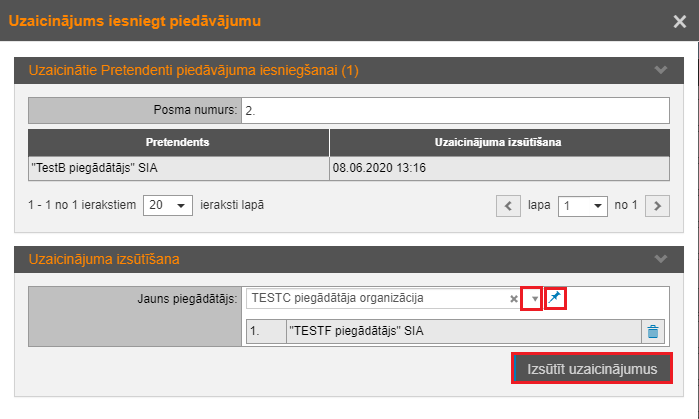 Uzaicinājums iesniegt piedāvājumu
Uzaicinātie Pretendenti piedāvājuma iesniegšanai (1)
Posma numurs: 2.
Pretendents Uzaicinājuma izsūtīšana
"TestB piegādātājs" SIA 08.06.2020 13:16
1 - 1 no 1 ierakstiem 20 ieraksti lapā lapa 1 no 1
Uzaicinājuma izsūtīšana
Jauns piegādātājs: TESTC piegādātāja organizācija
1. "TESTF piegādātājs" SIA
Izsūtīt uzaicinājumus